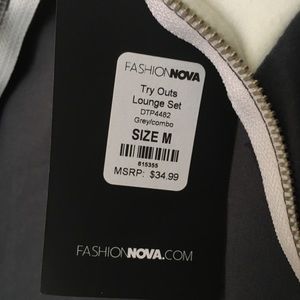 FASHIONNOVA
Try Outs
Lounge Set
DTP4462
Grey/combo
SIZE M
615355
MSRP: $34.99
FASHIONNOVA.COM